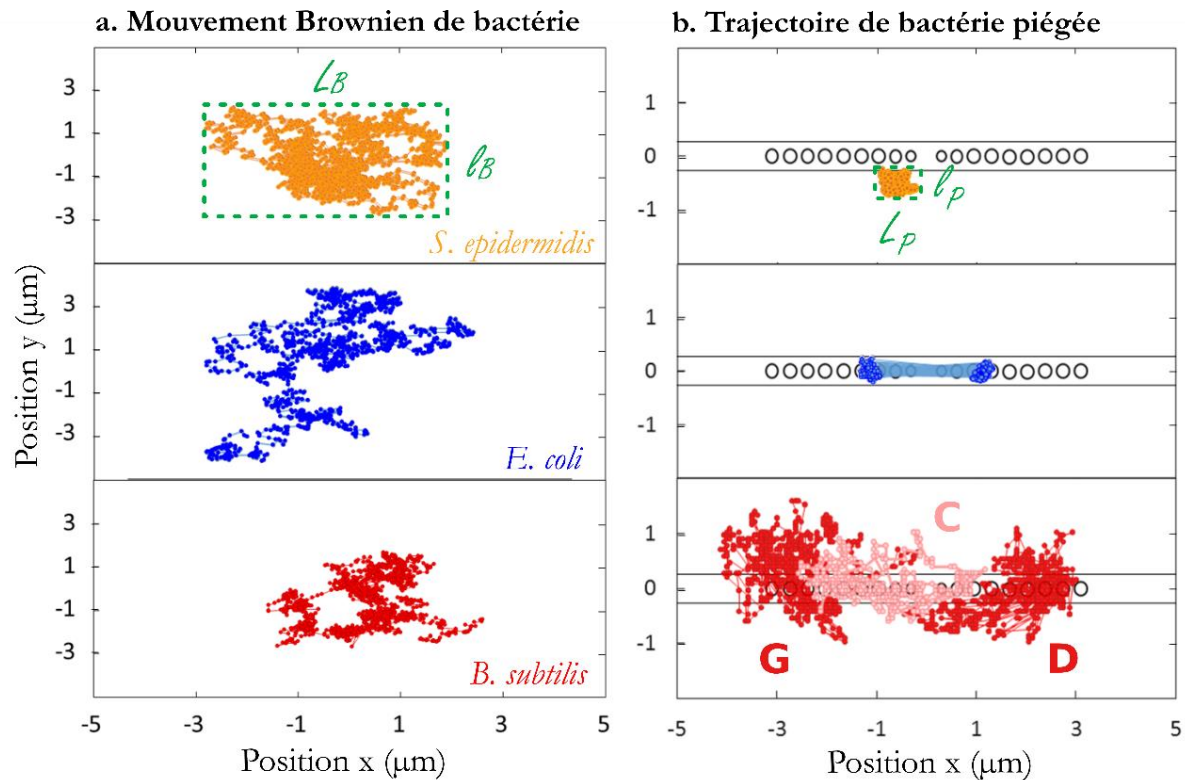 a. Mouvement Brownien de bactérie
b. Trajectoire de bactérie piégée
Position y (µm)
3
1
-1
-3
L_B
l_B
S. epidermidis
3
1
-1
-3
E. coli
3
1
-1
-3
B. subtilis
-5 -3 -1 1 3 5
Position x (µm)
1
0
-1
l_p
L_p
1
0
-1
1
0
-1
C
G
D
-5 -3 -1 1 3 5
Position x (µm)